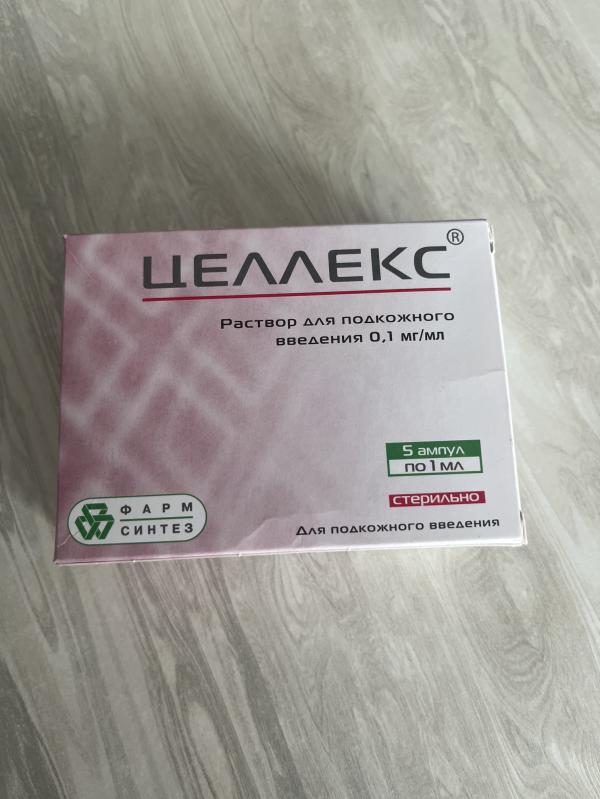 ЦЕЛЛЕКС®
Раствор для подкожного
введения 0,1 мг/мл
5 ампул
по 1 мл
стерильно
ФАРМ
СИНТЕЗ
Для подкожного введения